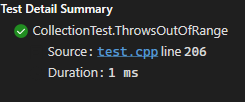 Test Detail Summary
CollectionTest.ThrowsOutOfRange
Source: test.cpp line 206
Duration: 1 ms